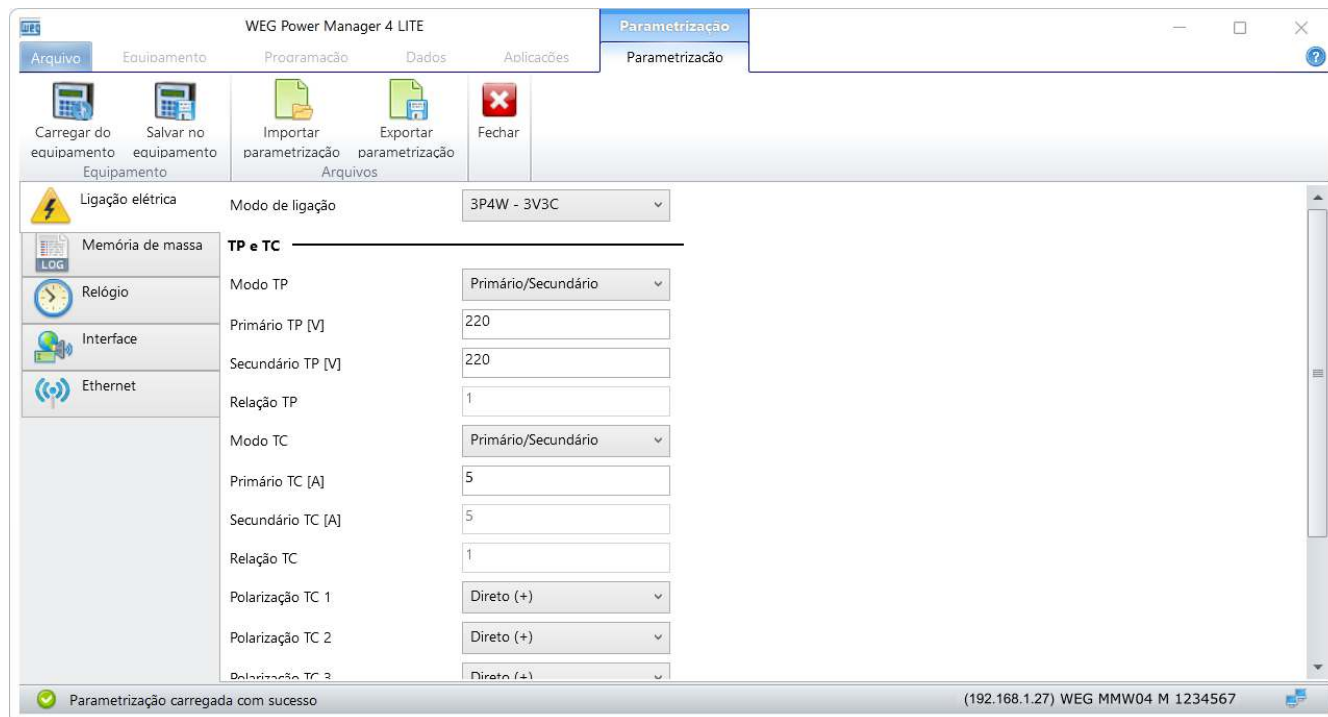 WEG Power Manager 4 LITE
Parametrização
Arquivo Equipamento Programação Dados Aplicações Parametrização
Carregar do equipamento
Salvar no equipamento
Importar parametrização
Exportar parametrização
Fechar
Equipamento
Arquivos
Ligação elétrica
Memória de massa
LOG
Relógio
Interface
Ethernet
Modo de ligação 3P4W - 3V3C
TP e TC
Modo TP Primário/Secundário
Primário TP [V] 220
Secundário TP [V] 220
Relação TP 1
Modo TC Primário/Secundário
Primário TC [A] 5
Secundário TC [A] 5
Relação TC 1
Polarização TC 1 Direto (+)
Polarização TC 2 Direto (+)
Polarização TC 3 Direto (+)
Parametrização carregada com sucesso
(192.168.1.27) WEG MMW04 M 1234567